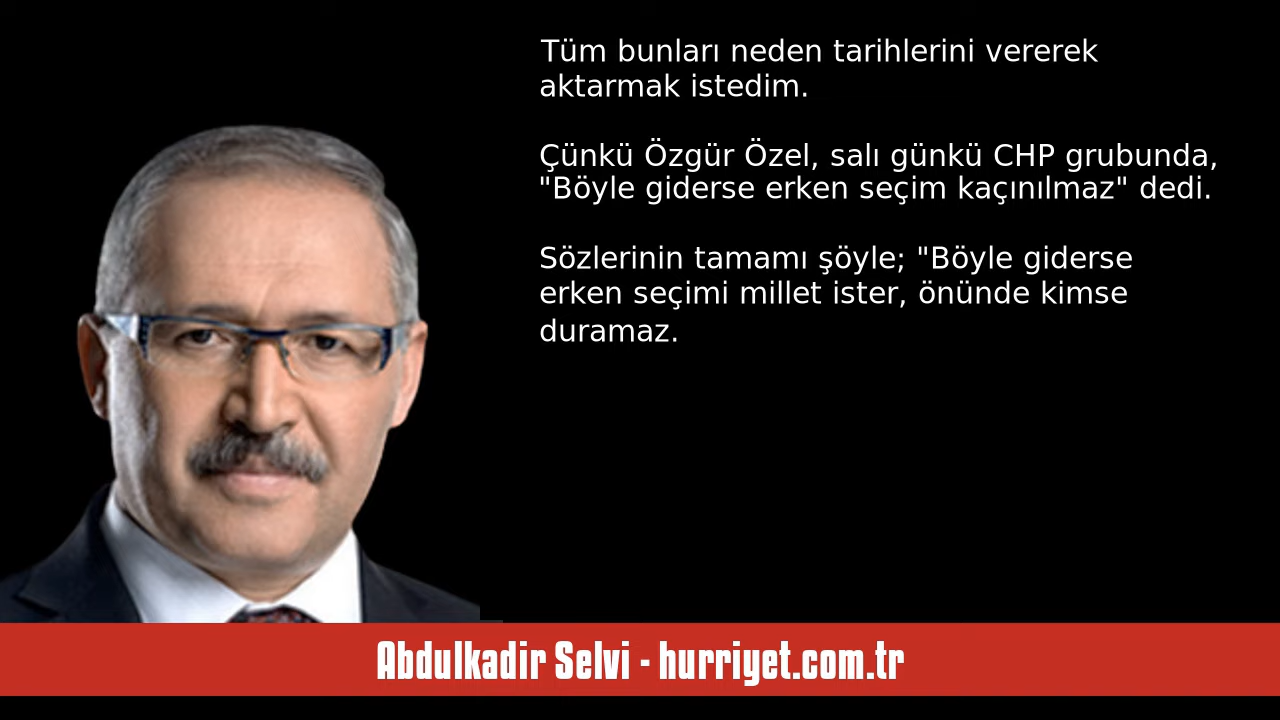 Tüm bunları neden tarihlerini vererek
aktarmak istedim.
Çünkü Özgür Özel, salı günkü CHP grubunda,
"Böyle giderse erken seçim kaçınılmaz" dedi.
Sözlerinin tamamı şöyle; "Böyle giderse
erken seçimi millet ister, önünde kimse
duramaz.
Abdulkadir Selvi - hurriyet.com.tr